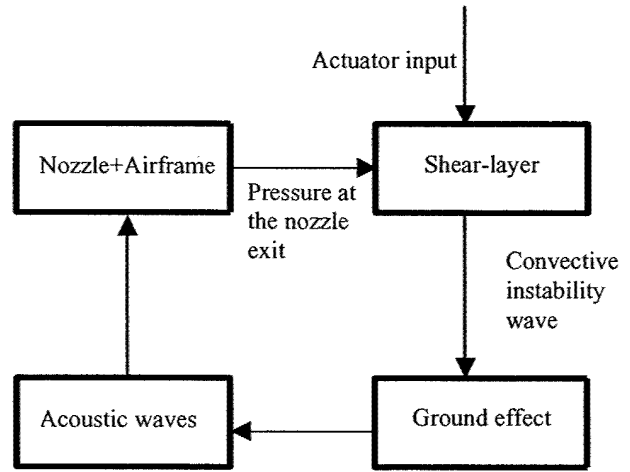 Actuator input
Nozzle+Airframe
Shear-layer
Pressure at
the nozzle
exit
Convective
instability
wave
Acoustic waves
Ground effect